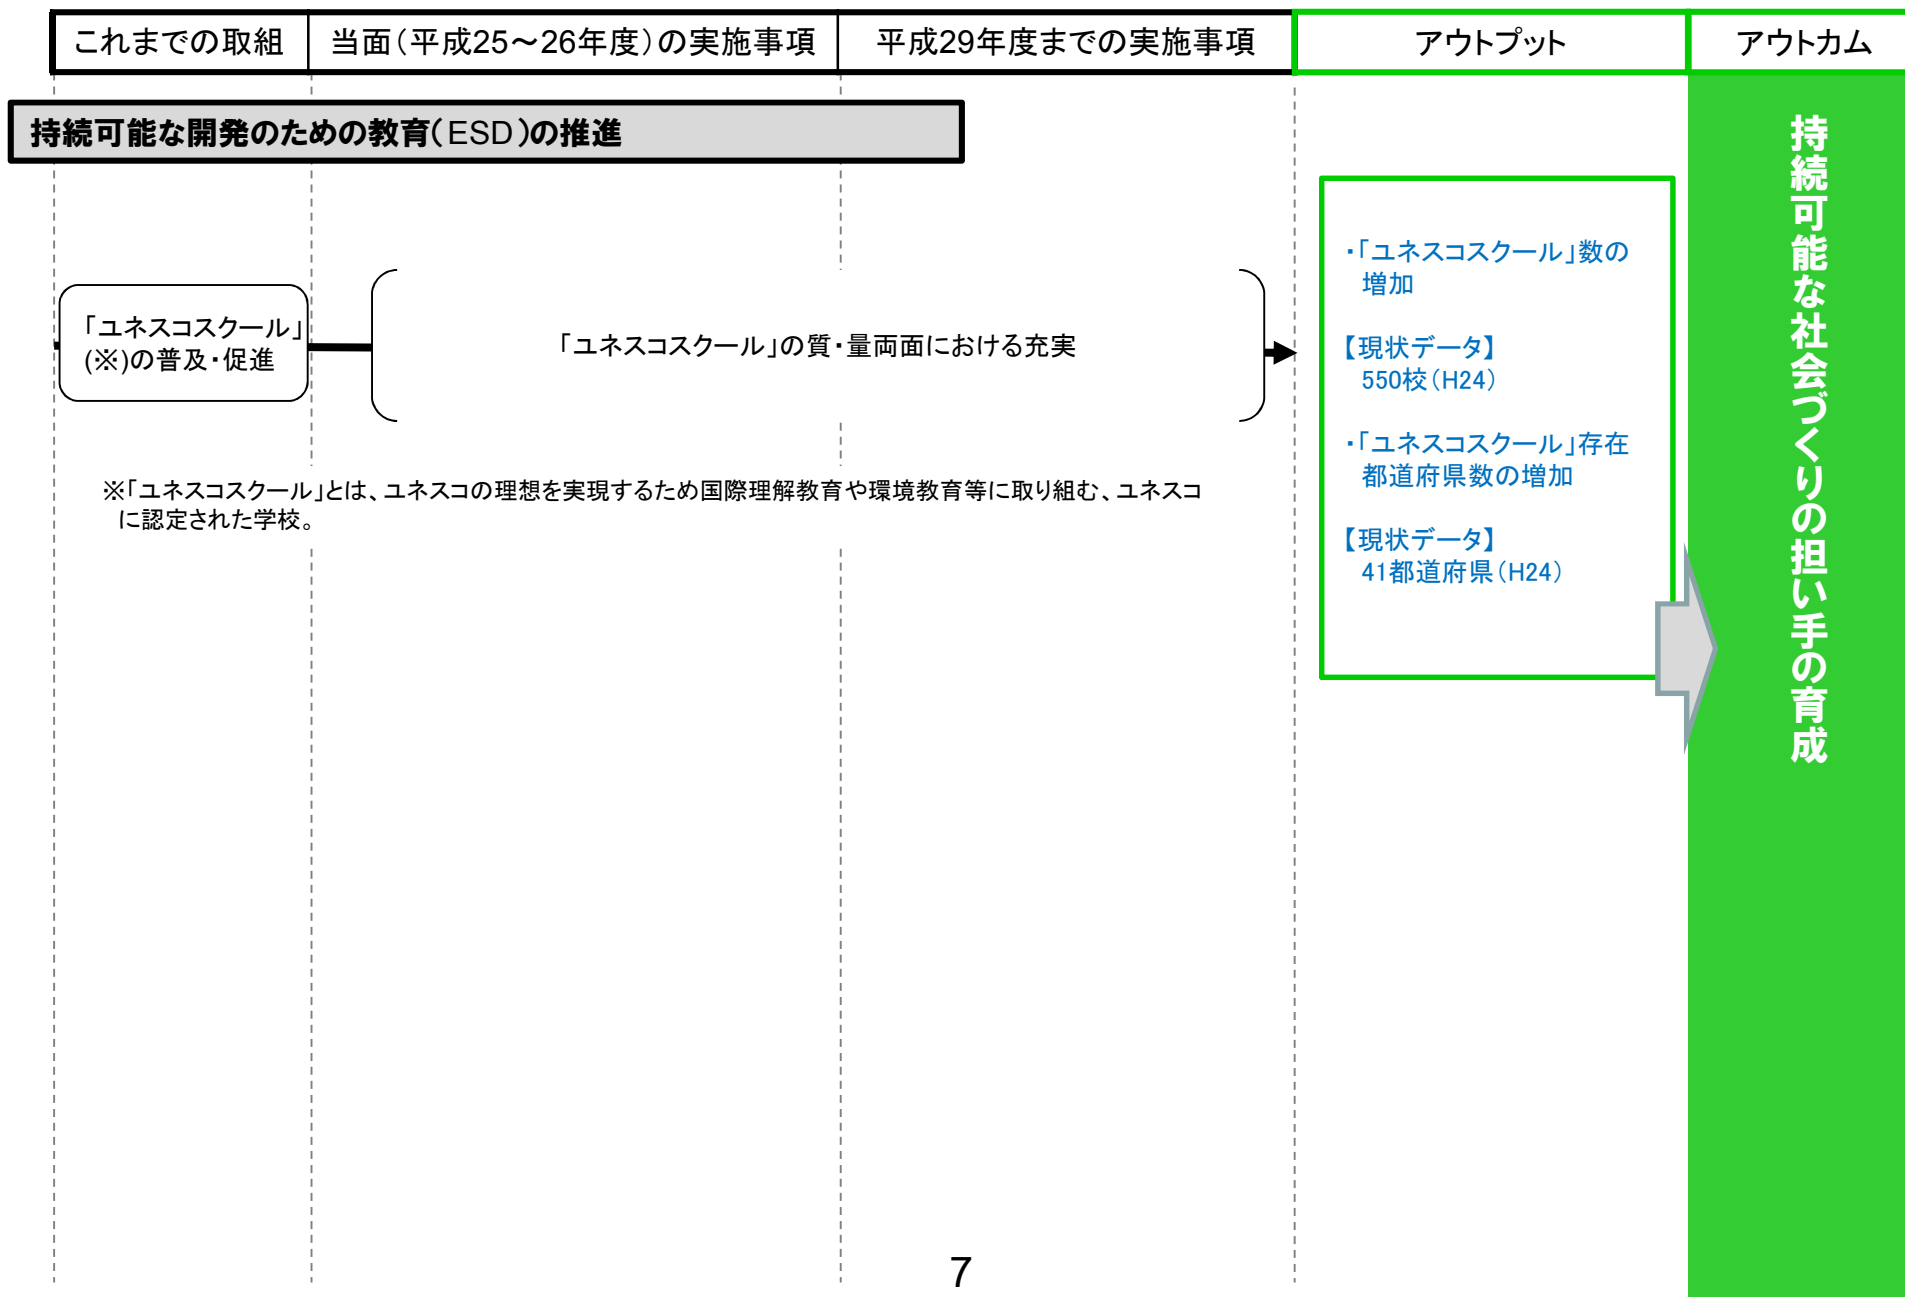 これまでの取組
当面（平成25～26年度）の実施事項
平成29年度までの実施事項
アウトプット
アウトカム
持続可能な開発のための教育（ESD）の推進
「ユネスコスクール」
(※)の普及・促進
「ユネスコスクール」の質・量両面における充実
※「ユネスコスクール」とは、ユネスコの理想を実現するため国際理解教育や環境教育等に取り組む、ユネスコ
に認定された学校。
・「ユネスコスクール」数の
増加
【現状データ】
550校（H24）
・「ユネスコスクール」存在
都道府県数の増加
【現状データ】
41都道府県（H24）
持続可能な社会づくりの担い手の育成
7